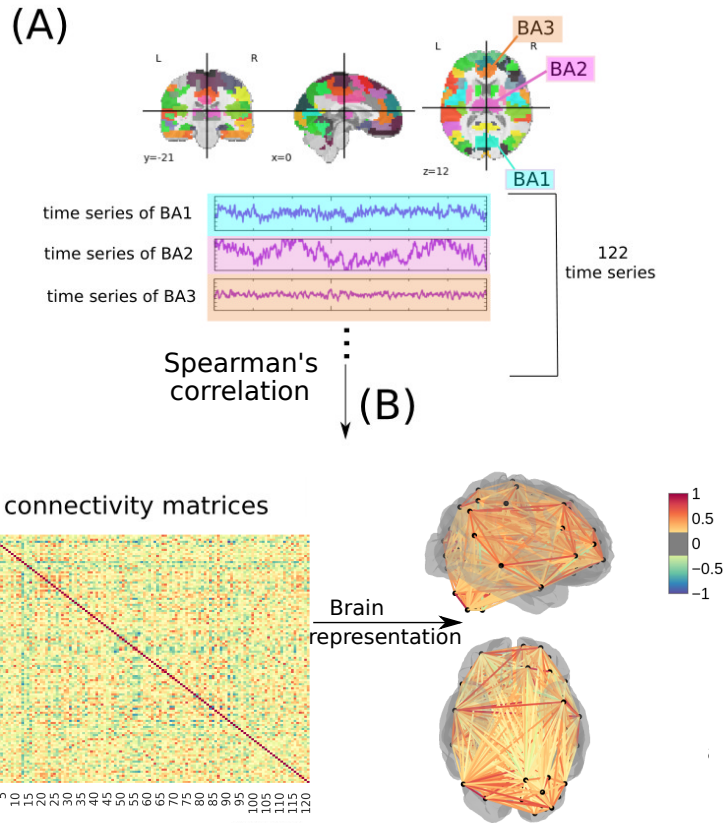 (A)
BA3
L
R
L
R
BA2
y=-21
x=0
z=12
BA1
time series of BA1
time series of BA2
time series of BA3
122
time series
Spearman's
correlation
(B)
connectivity matrices
1
0.5
0
−0.5
−1
Brain
representation
5 10 15 20 25 30 35 40 45 50 55 60 65 70 75 80 85 90 95 100 105 110 115 120